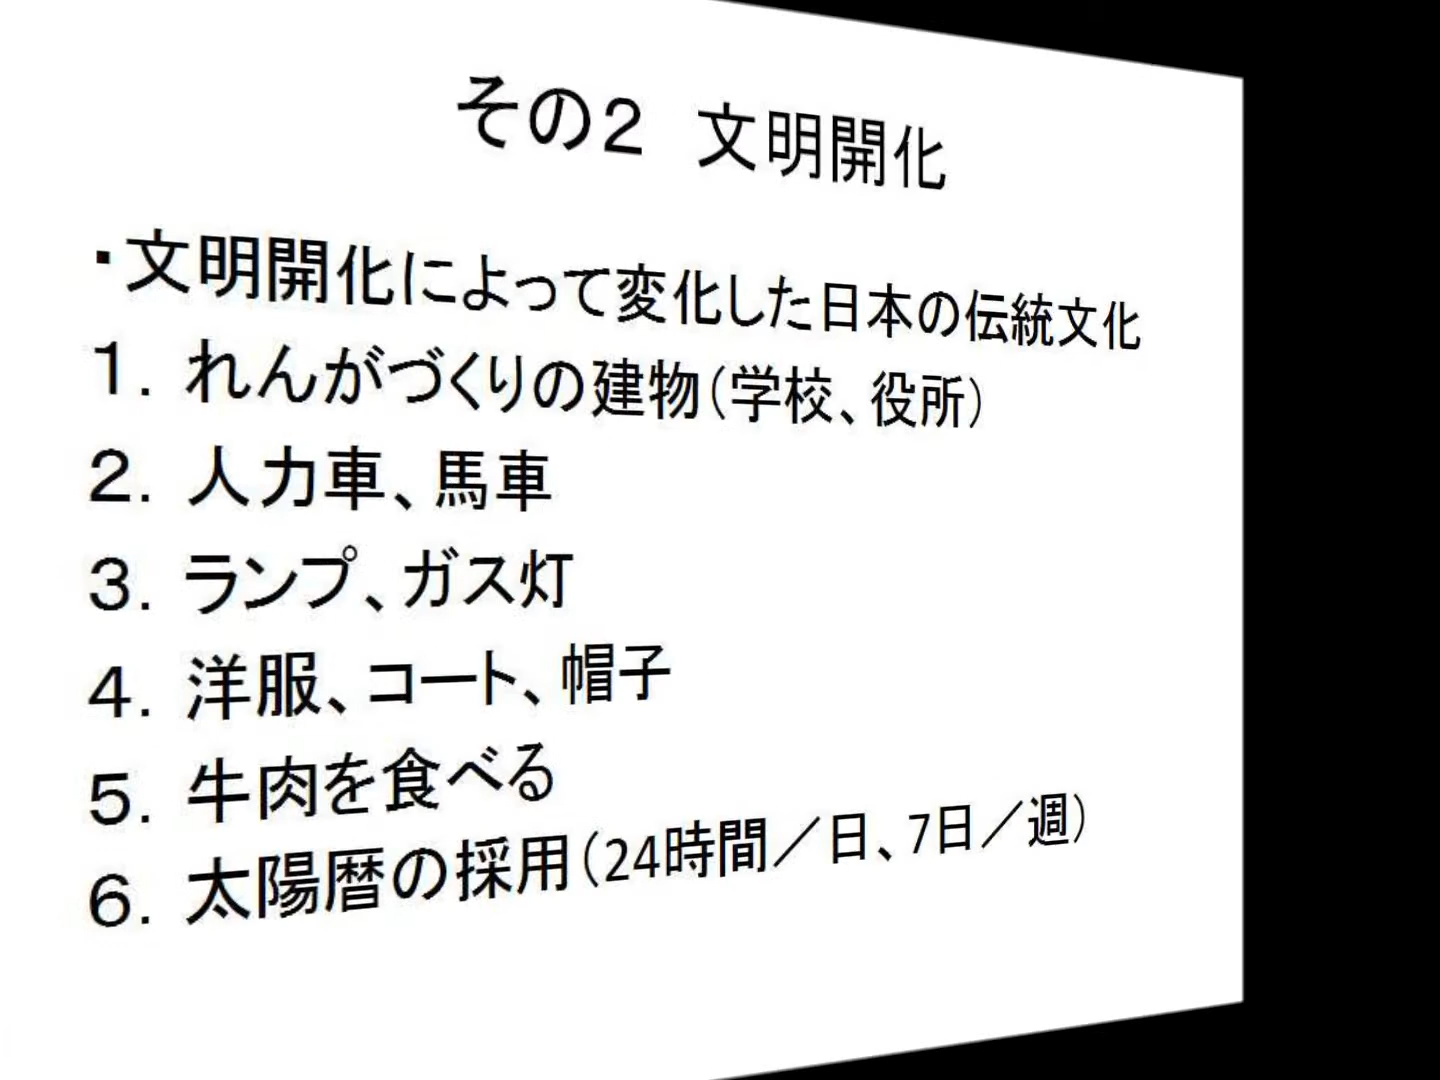 その２　文明開化
・文明開化によって変化した日本の伝統文化
１．れんがづくりの建物（学校、役所）
２．人力車、馬車
３．ランプ、ガス灯
４．洋服、コート、帽子
５．牛肉を食べる
６．太陽暦の採用（24時間／日、7日／週）